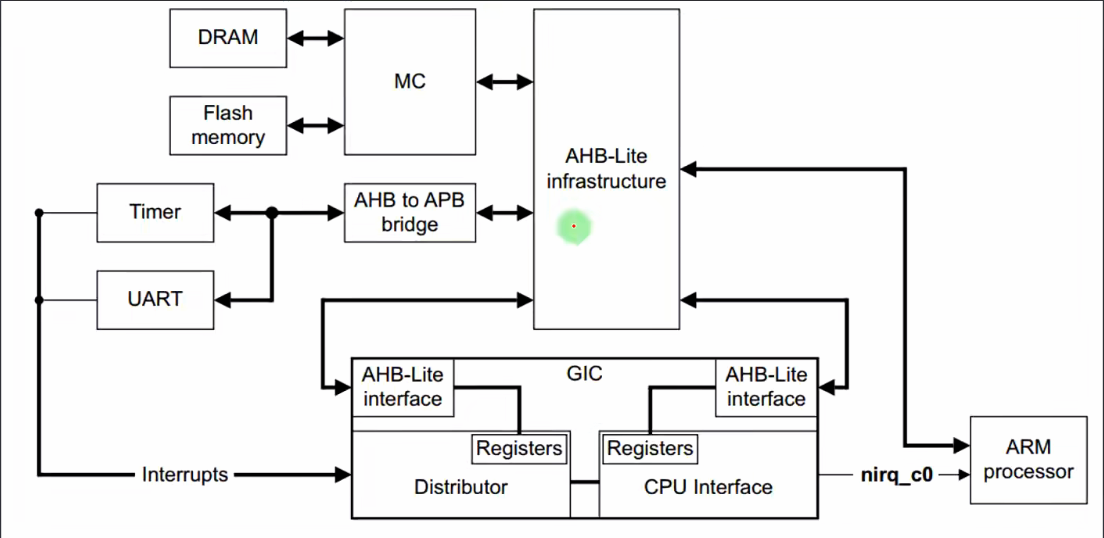 DRAM
MC
Flash
memory
AHB-Lite
infrastructure
Timer
AHB to APB
bridge
UART
AHB-Lite
interface
GIC
AHB-Lite
interface
Registers
Registers
Interrupts
Distributor
CPU Interface
nirq_c0
ARM
processor